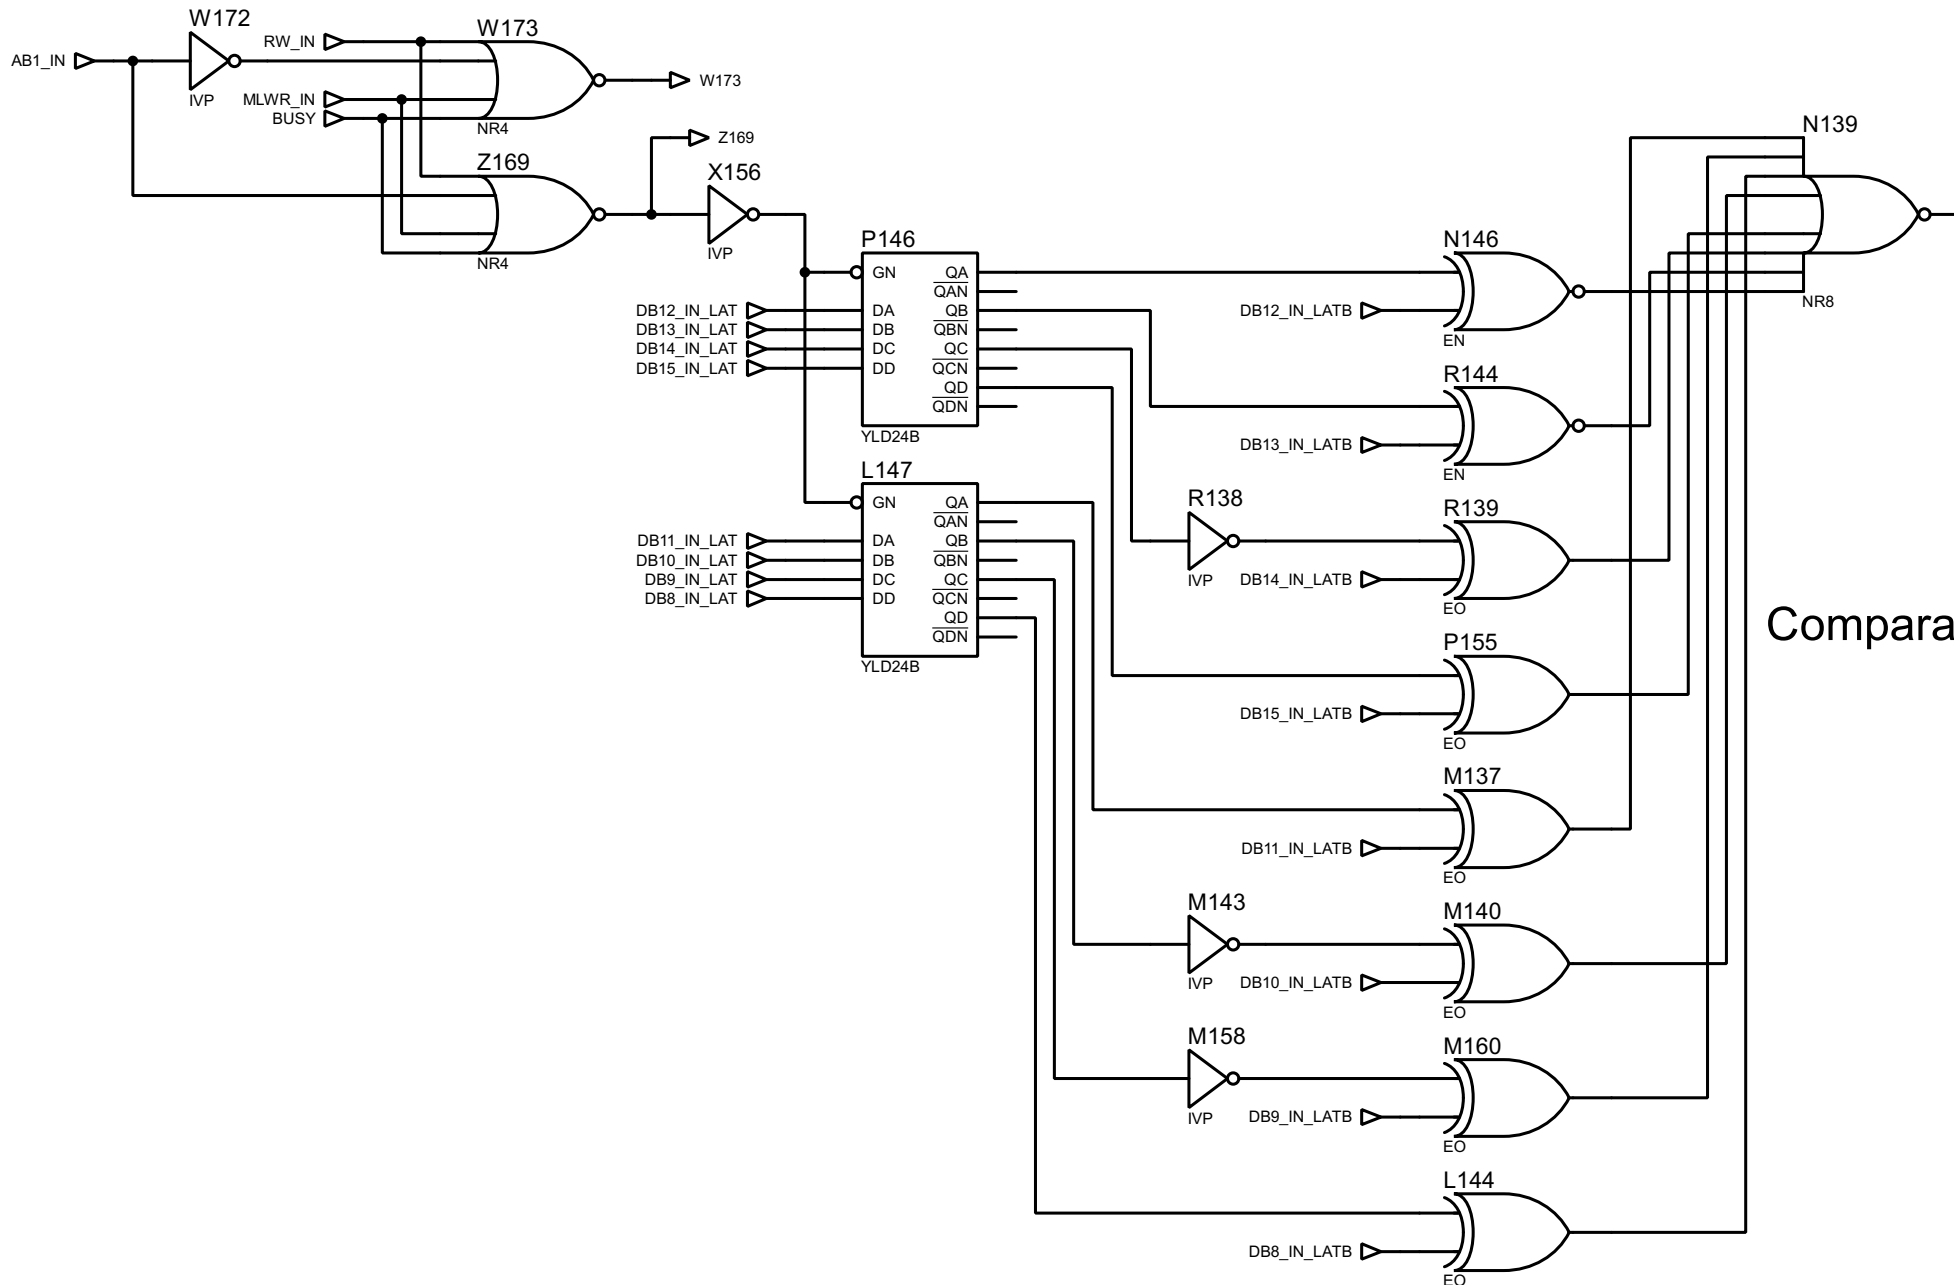 W172
AB1_IN
IVP
RW_IN
MLWR_IN
BUSY
W173
NR4
W173
Z169
NR4
Z169
X156
IVP
P146
GN
DB12_IN_LAT
DA
DB13_IN_LAT
DB
DB14_IN_LAT
DC
DB15_IN_LAT
DD
QA
QAN
QB
QBN
QC
QCN
QD
QDN
YLD24B
L147
GN
DB11_IN_LAT
DA
DB10_IN_LAT
DB
DB9_IN_LAT
DC
DB8_IN_LAT
DD
QA
QAN
QB
QBN
QC
QCN
QD
QDN
YLD24B
N146
DB12_IN_LATB
EN
R144
DB13_IN_LATB
EN
R138
IVP
R139
DB14_IN_LATB
EO
P155
DB15_IN_LATB
EO
M137
DB11_IN_LATB
EO
M143
IVP
M140
DB10_IN_LATB
EO
M158
IVP
M160
DB9_IN_LATB
EO
L144
DB8_IN_LATB
EO
N139
NR8
Compara